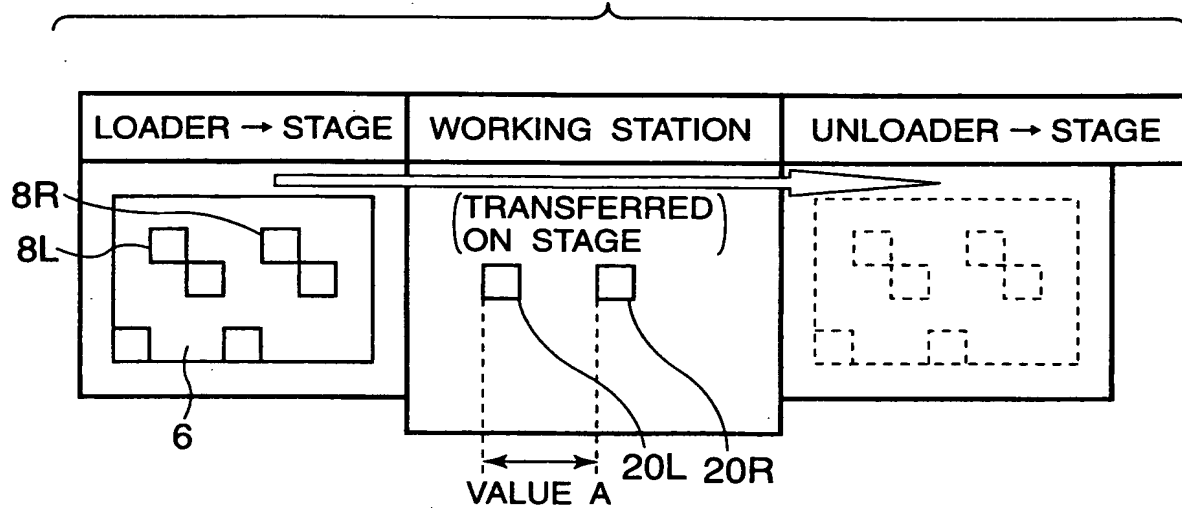 LOADER → STAGE
WORKING STATION
UNLOADER → STAGE
8R
8L
(TRANSFERRED
ON STAGE)
6
20L
20R
VALUE A